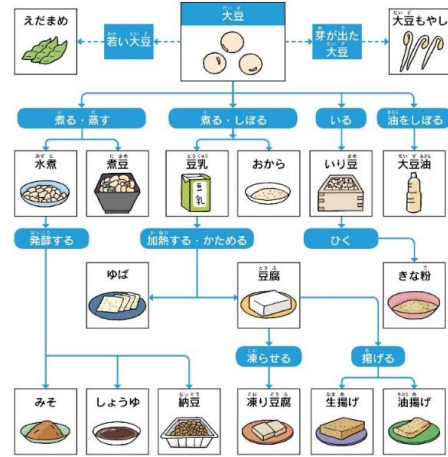 大豆
えだまめ
若い大豆
芽が出た
大豆
大豆もやし
煮る・蒸す
煮る・しぼる
いる
油をしぼる
水煮
煮豆
豆乳
豆乳
おから
いり豆
大豆油
発酵する
加熱する・かためる
ひく
ゆば
豆腐
きな粉
凍らせる
揚げる
みそ
しょうゆ
納豆
凍り豆腐
生揚げ
油揚げ